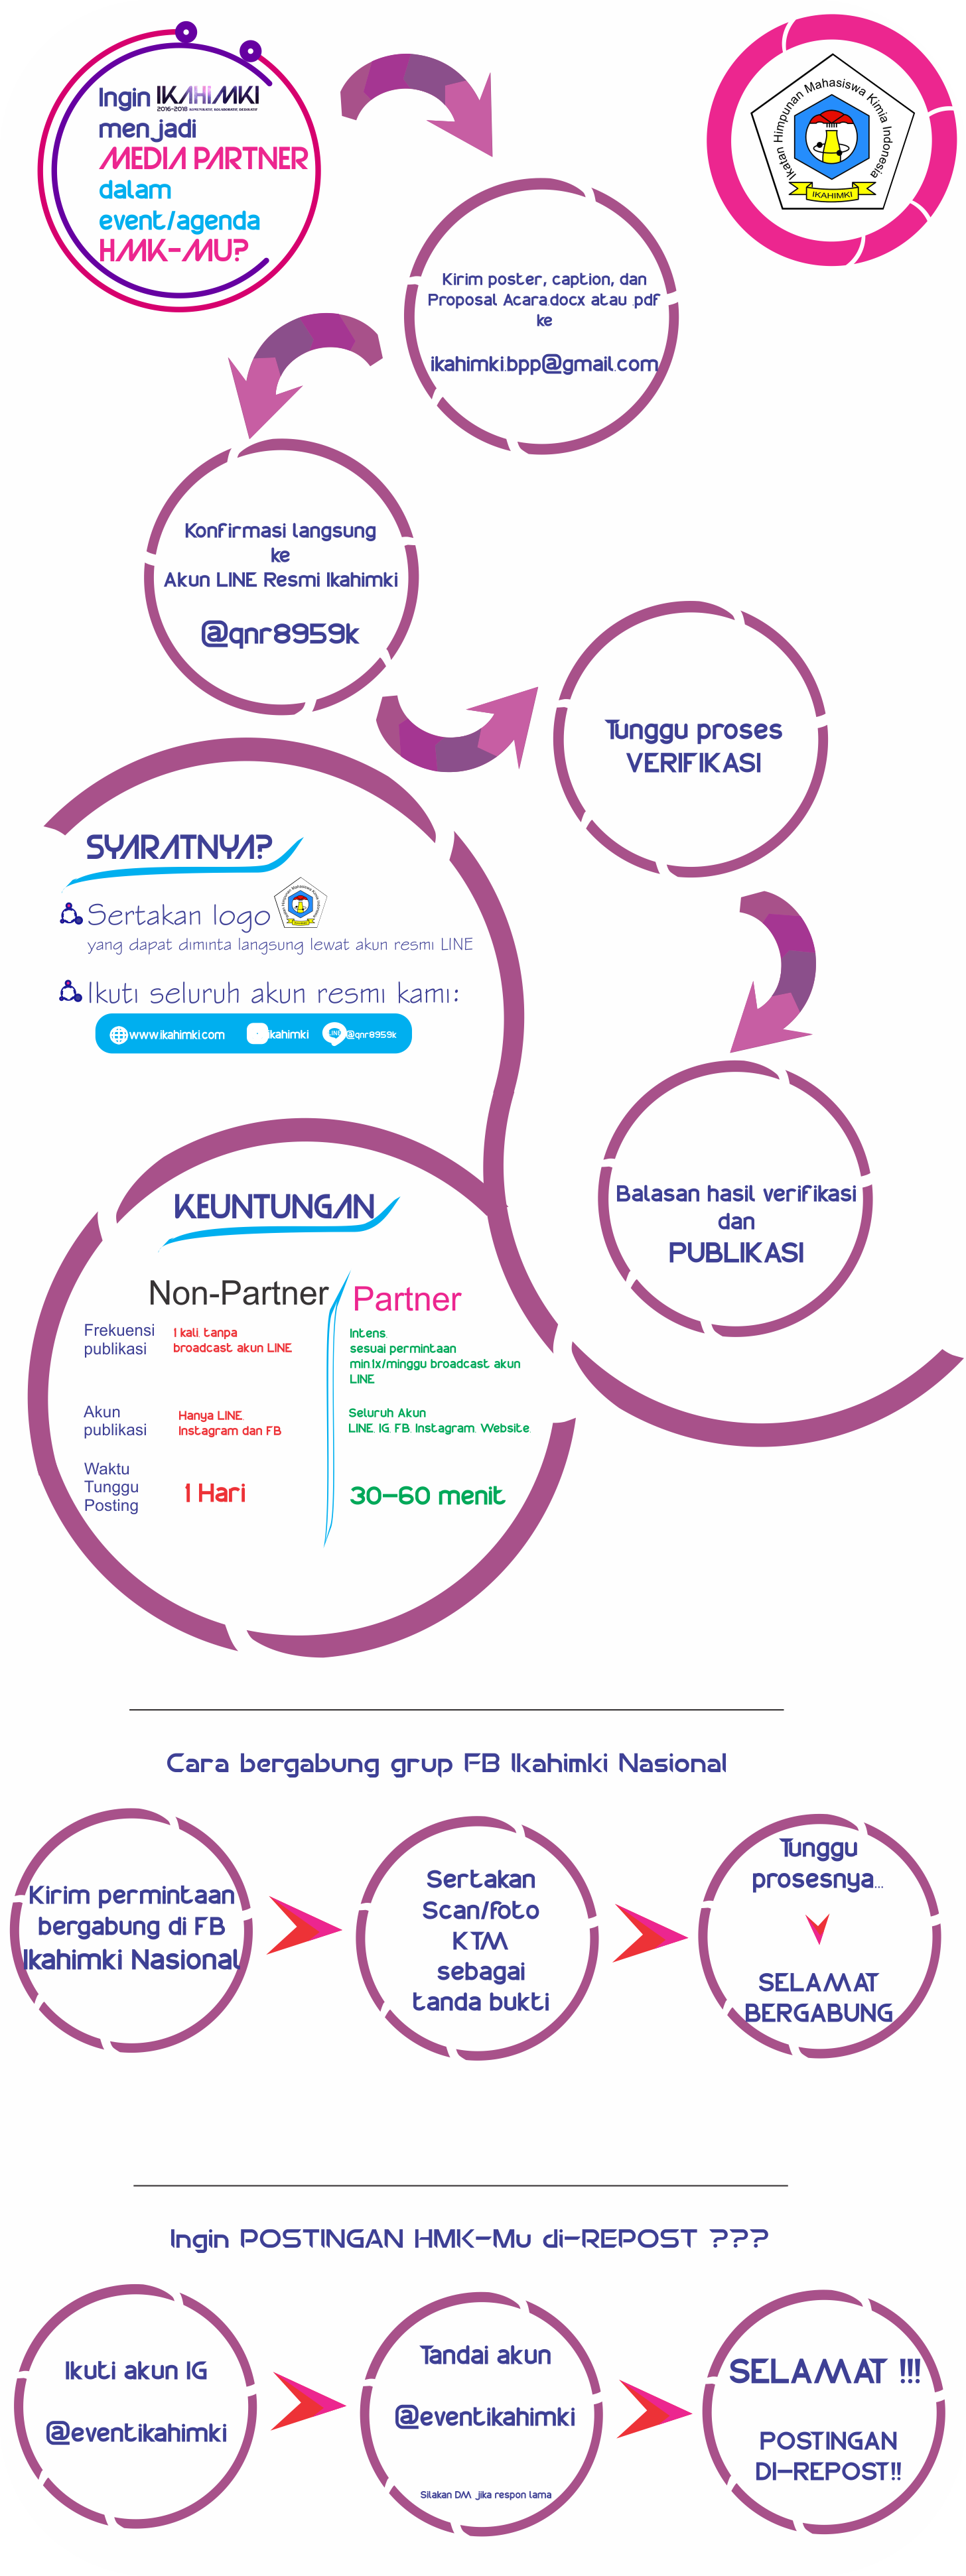 Ingin IKAHIMKI
2016-2018
menjadi
MEDIA PARTNER
dalam
event/agenda
HMK-MU?
Ikatan Himpunan Mahasiswa Kimia Indonesia
IKAHIMKI
Kirim poster, caption, dan
Proposal Acara.docx atau .pdf
ke
ikahimki.bpp@gmail.com
Konfirmasi langsung
ke
Akun LINE Resmi Ikahimki
@qnr8959k
Tunggu proses
VERIFIKASI
SYARATNYA?
Sertakan logo
yang dapat diminta langsung lewat akun resmi LINE
Ikuti seluruh akun resmi kami:
www.ikahimki.com ikahimki LINE @qnr8959k
Balasan hasil verifikasi
dan
PUBLIKASI
KEUNTUNGAN
Non-Partner Partner
Frekuensi
publikasi
1 kali, tanpa
broadcast akun LINE
Intens,
sesuai permintaan
min.1x/minggu broadcast akun
LINE
Akun
publikasi
Hanya LINE,
Instagram dan FB
Seluruh Akun
LINE, IG, FB, Instagram, Website
Waktu
Tunggu
Posting
1 Hari
30-60 menit
Cara bergabung grup FB Ikahimki Nasional
Kirim permintaan
bergabung di FB
Ikahimki Nasional
Sertakan
Scan/foto
KTM
sebagai
tanda bukti
Tunggu
prosesnya...
SELAMAT
BERGABUNG
Ingin POSTINGAN HMK-Mu di-REPOST ???
Ikuti akun IG
@eventikahimki
Tandai akun
@eventikahimki
Silakan DM jika respon lama
SELAMAT !!!
POSTINGAN
DI-REPOST!!